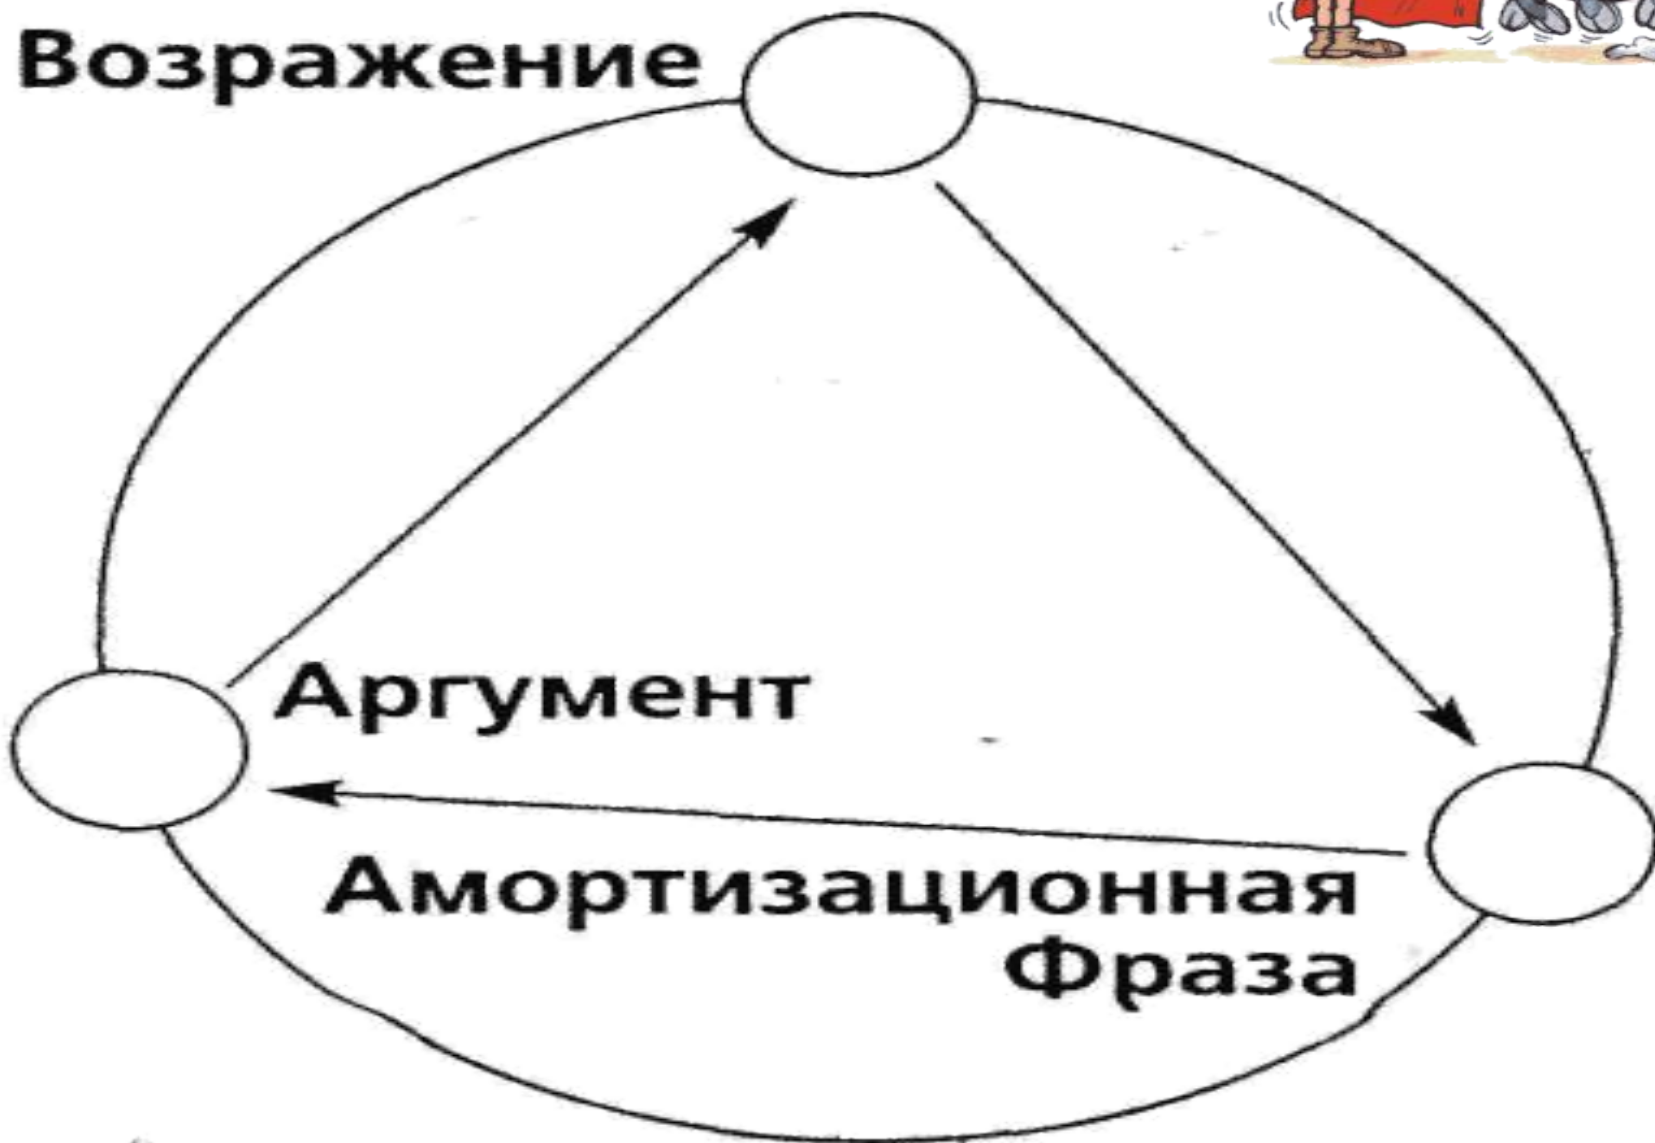 Возражение
Аргумент
Амортизационная
Фраза